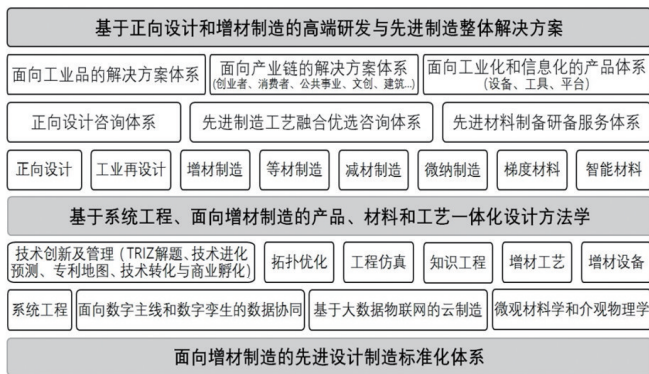 基于正向设计和增材制造的高端研发与先进制造整体解决方案
面向工业品的解决方案体系
面向产业链的解决方案体系
(创业者、消费者、公共事业、文创、建筑...)
面向工业化和信息化的产品体系
(设备、工具、平台)
正向设计咨询体系
先进制造工艺融合优选咨询体系
先进材料制备研备服务体系
正向设计
工业再设计
增材制造
等材制造
减材制造
微纳制造
梯度材料
智能材料
基于系统工程、面向增材制造的产品、材料和工艺一体化设计方法学
技术创新及管理（TRIZ解题、技术进化
预测、专利地图、技术转化与商业孵化）
拓扑优化
工程仿真
知识工程
增材工艺
增材设备
系统工程
面向数字主线和数字孪生的数据协同
基于大数据物联网的云制造
微观材料学和介观物理学
面向增材制造的先进设计制造标准化体系